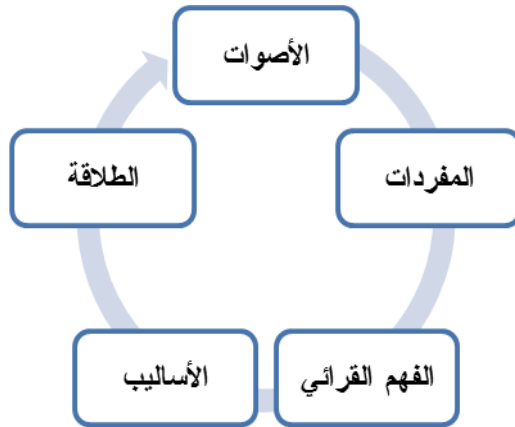 الأصوات
المفردات
الفهم القرائي
الأساليب
الطلاقة